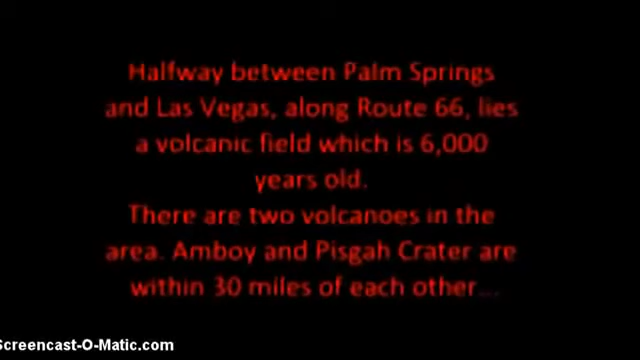 Halfway between Palm Springs
and Las Vegas, along Route 66, lies
a volcanic field which is 6,000
years old.
There are two volcanoes in the
area. Amboy and Pisgah Crater are
within 30 miles of each other...
Screencast-O-Matic.com